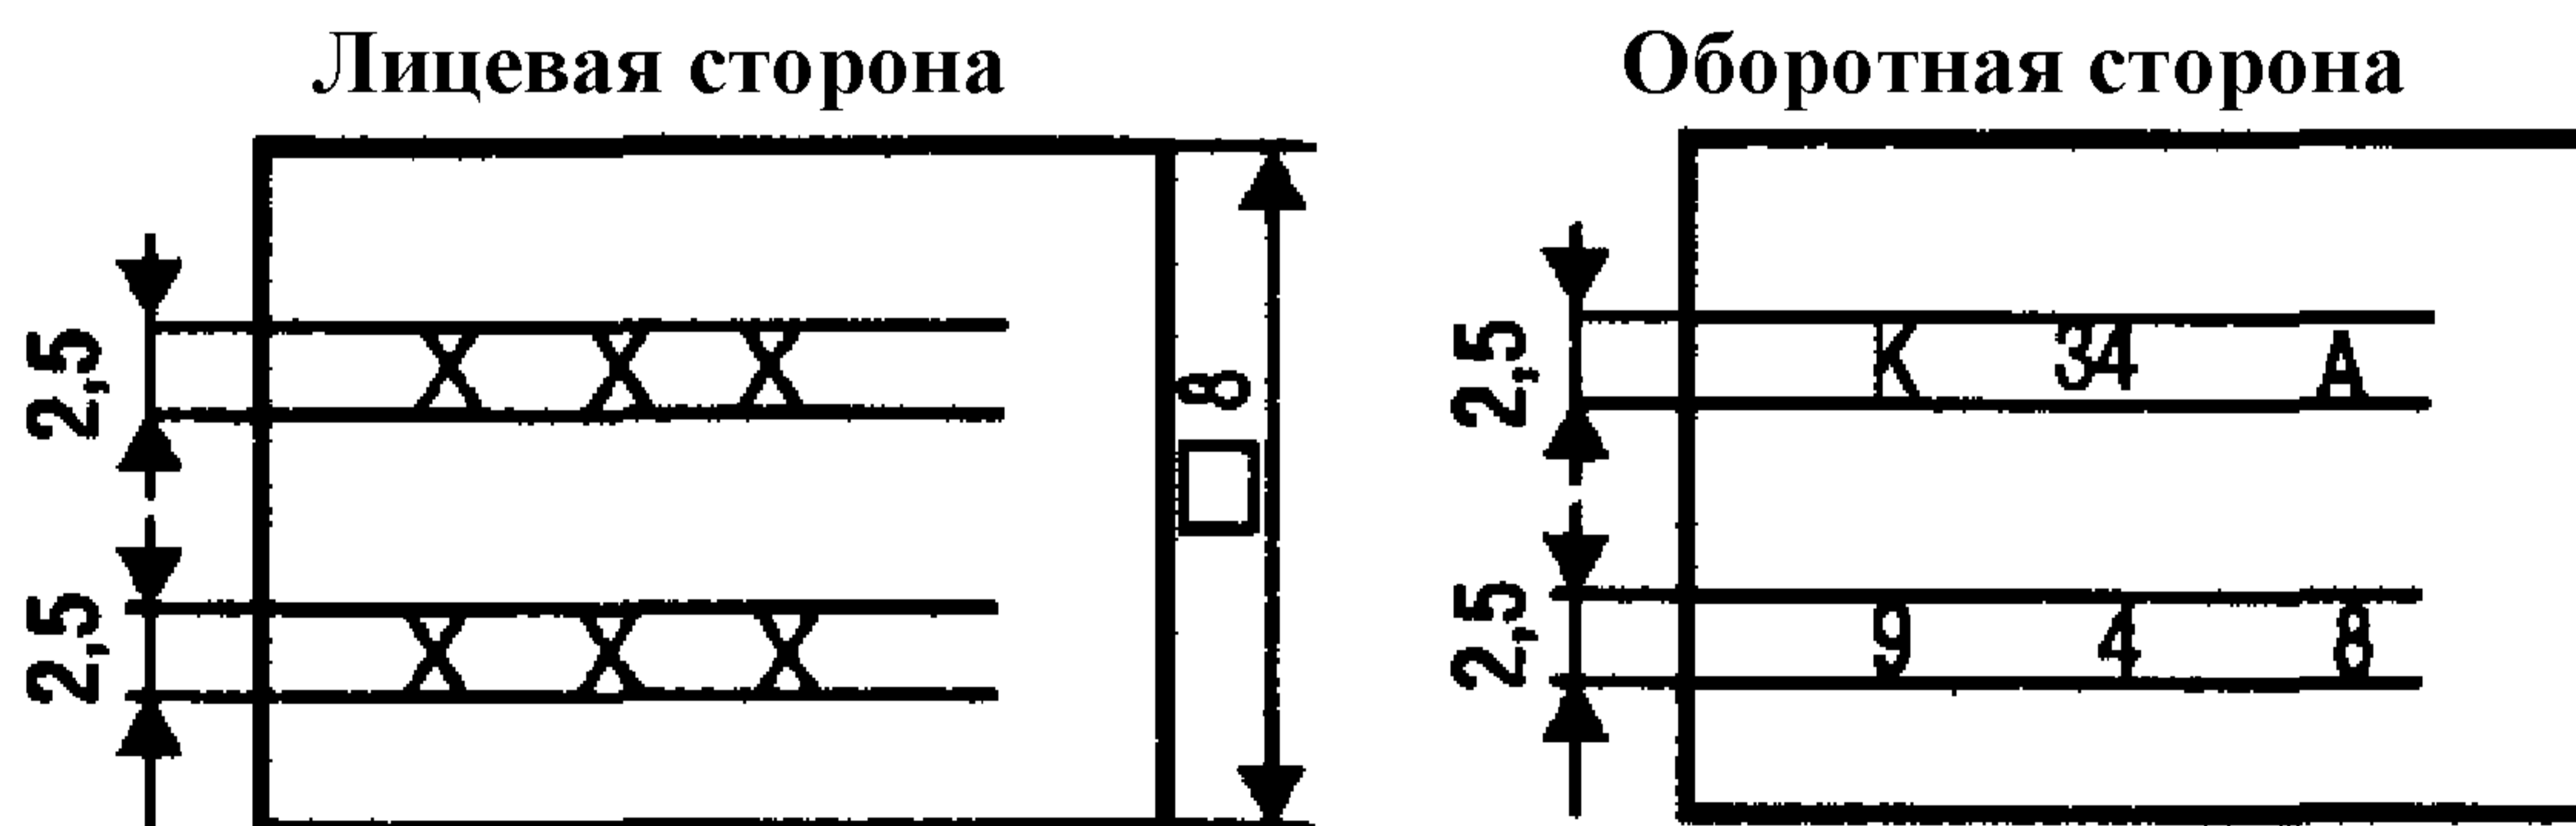 Лицевая сторона
2,5
X X X
2,5
X X X
□ 8
Оборотная сторона
2,5
K 34 A
2,5
9 4 8